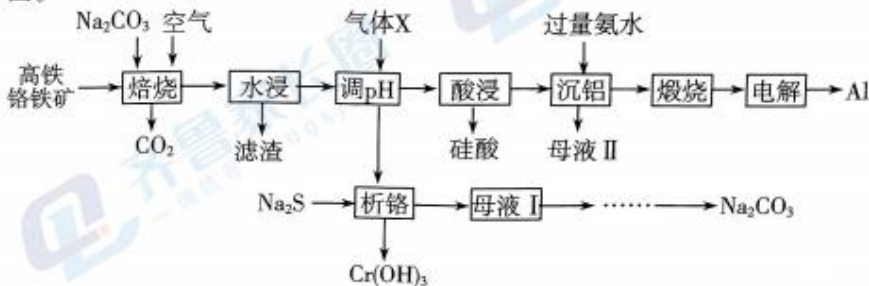 Na₂CO₃ 空气 气体X 过量氨水
高铁
铬铁矿 焙烧 水浸 调pH 酸浸 沉铝 煅烧 电解 Al
CO₂ 滤渣 硅酸 母液Ⅱ
Na₂S 析铬 母液Ⅰ …… Na₂CO₃
Cr(OH)₃